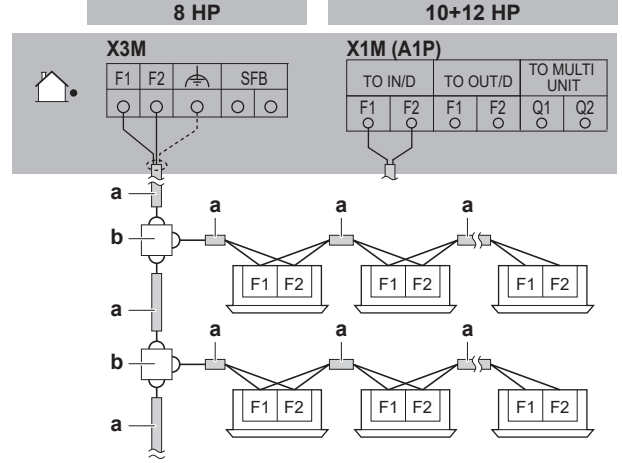 8 HP 10+12 HP
X3M X1M (A1P)
F1 F2 SFB TO IN/D TO OUT/D TO MULTI UNIT
F1 F2 F1 F2 Q1 Q2
a
a a a
b
F1 F2 F1 F2 F1 F2
a
a a a
b
F1 F2 F1 F2 F1 F2
a